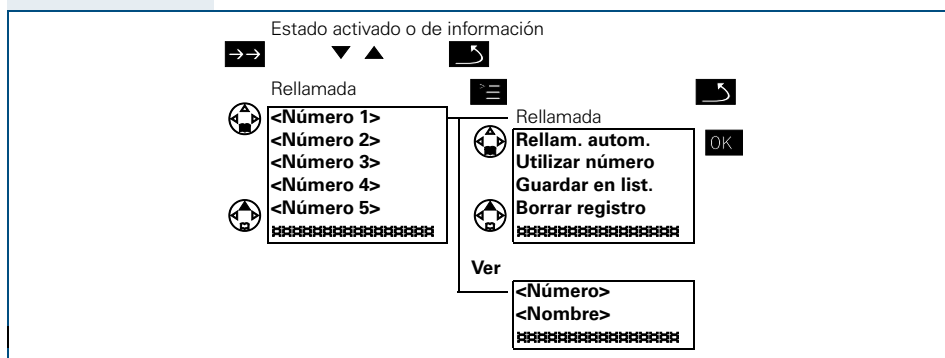 Estado activado o de información
→→
Rellamada
<Número 1>
<Número 2>
<Número 3>
<Número 4>
<Número 5>
Rellamada
Rellam. autom.
Utilizar número
Guardar en list.
Borrar registro
OK
Ver
<Número>
<Nombre>